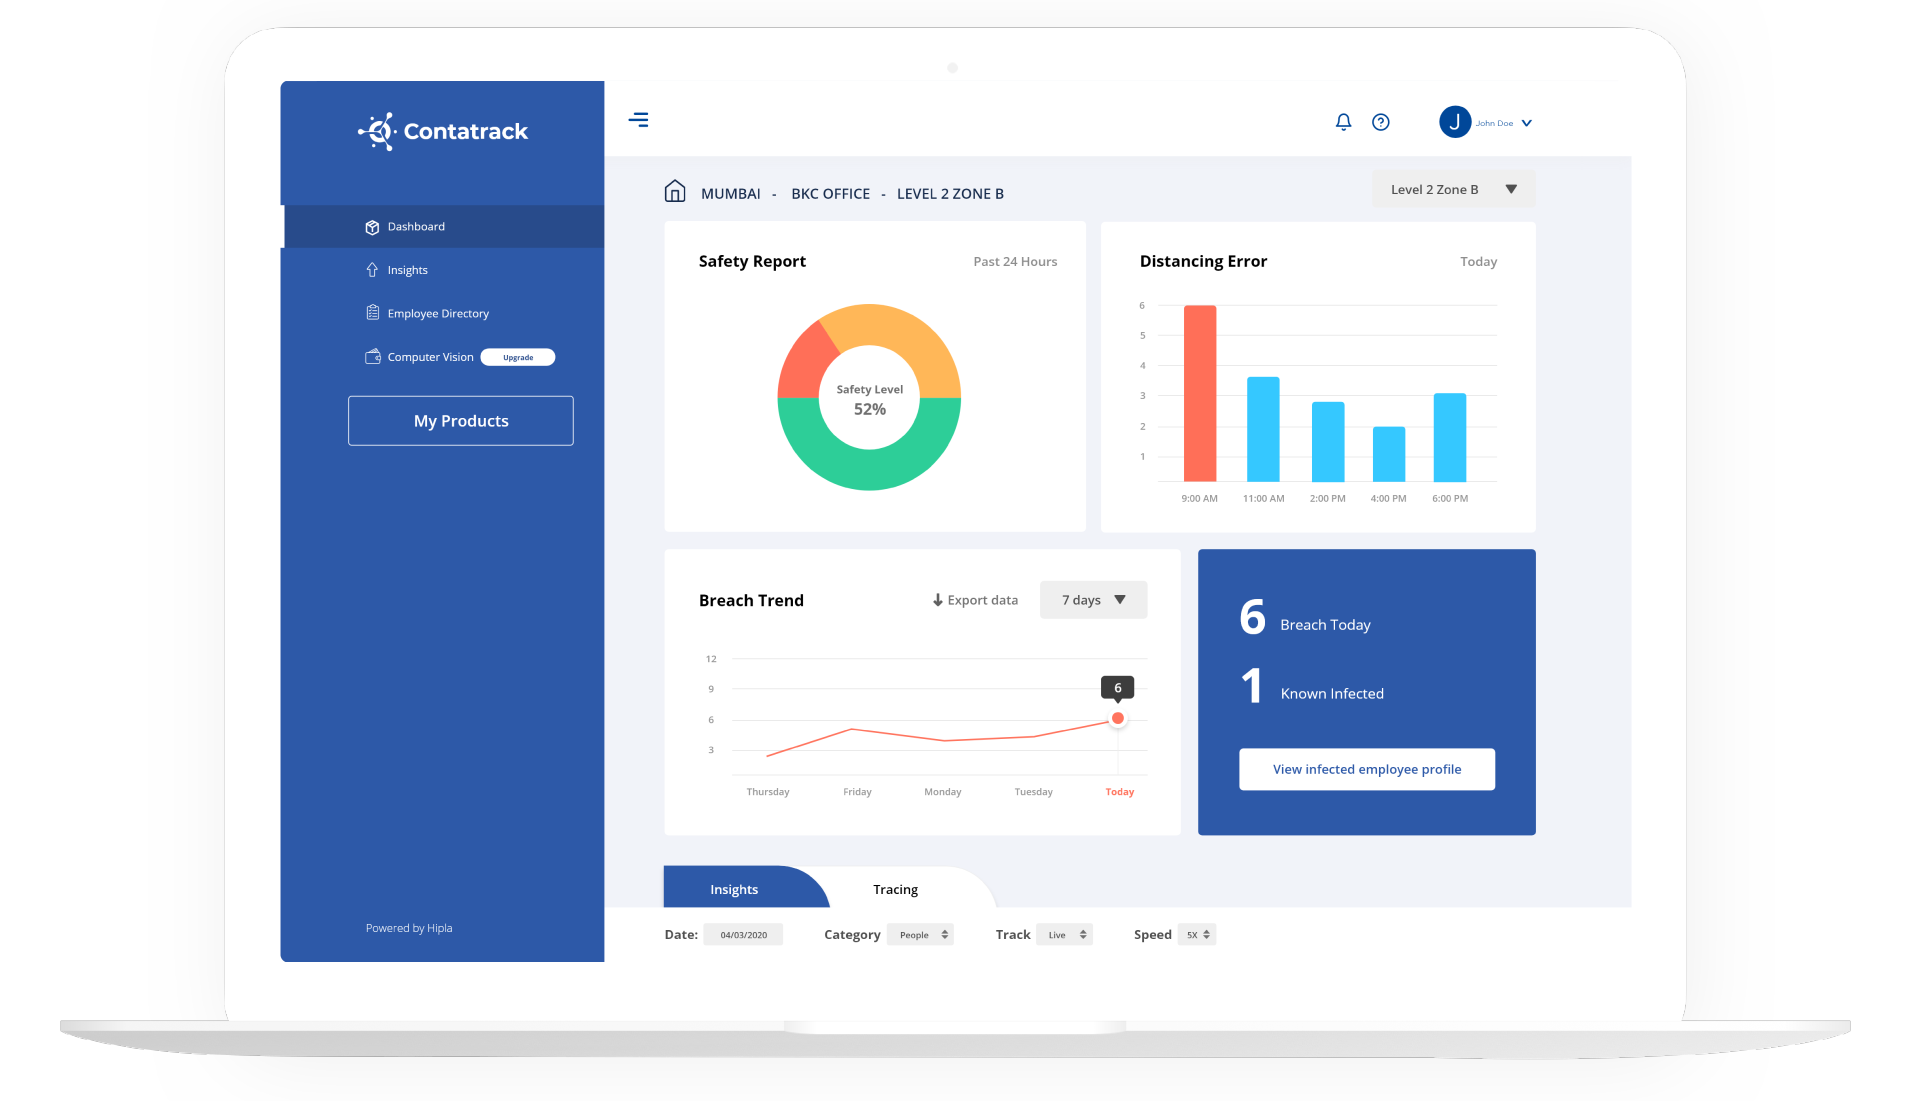 Contatrack
J John Doe
Dashboard
Insights
Employee Directory
Computer Vision Upgrade
My Products
Powered by Hipla
MUMBAI - BKC OFFICE - LEVEL 2 ZONE B
Level 2 Zone B
Safety Report Past 24 Hours
Safety Level
52%
Distancing Error Today
6
5
4
3
2
1
9:00 AM 11:00 AM 2:00 PM 4:00 PM 6:00 PM
Breach Trend Export data 7 days
12
9
6
3
6
Thursday Friday Monday Tuesday Today
6 Breach Today
1 Known Infected
View infected employee profile
Insights Tracing
Date: 04/03/2020 Category People Track Live Speed 5X